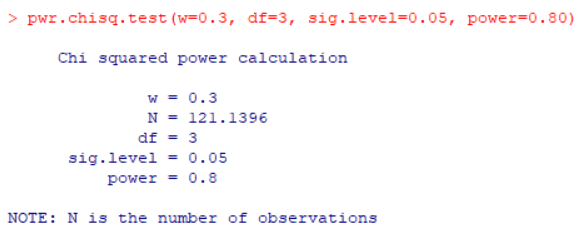 > pwr.chisq.test(w=0.3, df=3, sig.level=0.05, power=0.80)
Chi squared power calculation
w = 0.3
N = 121.1396
df = 3
sig.level = 0.05
power = 0.8
NOTE: N is the number of observations